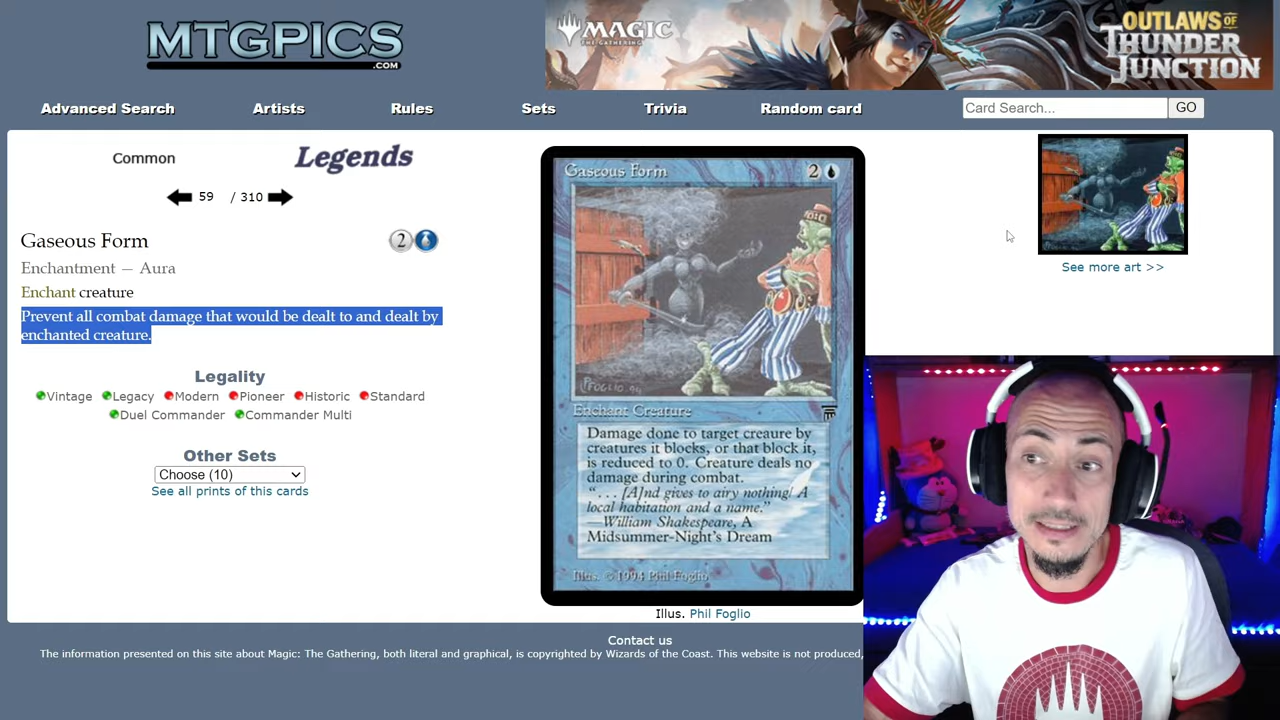 MTGPICS
.COM
MAGIC
THE GATHERING
OUTLAWS OF
THUNDER
JUNCTION
Advanced Search
Artists
Rules
Sets
Trivia
Random card
Card Search...
GO
Common
Legends
59 / 310
Gaseous Form
2
Enchantment — Aura
Enchant creature
Prevent all combat damage that would be dealt to and dealt by
enchanted creature.
Legality
Vintage Legacy Modern Pioneer Historic Standard
Duel Commander Commander Multi
Other Sets
Choose (10)
See all prints of this cards
Gaseous Form
2
PFOGLIO.94
Enchant Creature
Damage done to target creaure by
creatures it blocks, or that block it,
is reduced to 0. Creature deals no
damage during combat.
". . . [A]nd gives to airy nothing/ A
local habitation and a name."
—William Shakespeare, A
Midsummer-Night's Dream
Illus. © 1994 Phil Foglio
Illus. Phil Foglio
See more art >>
Contact us
The information presented on this site about Magic: The Gathering, both literal and graphical, is copyrighted by Wizards of the Coast. This website is not produced,